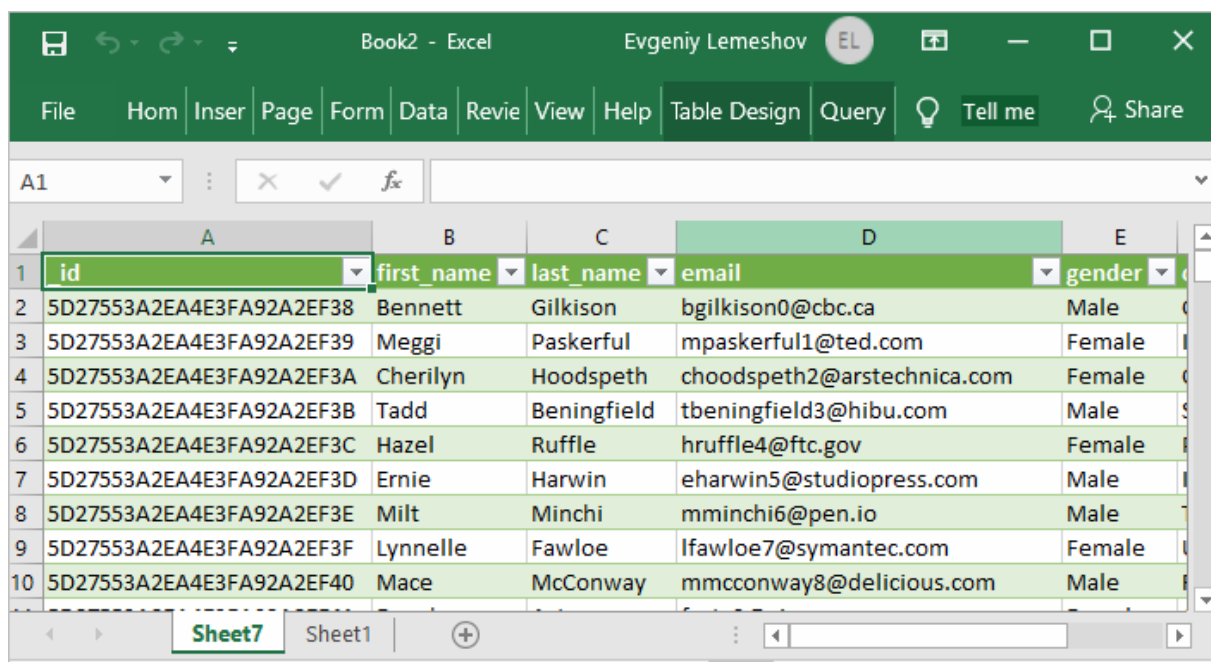 Book2 - Excel Evgeniy Lemeshov EL
File Hom Inser Page Form Data Revie View Help Table Design Query Tell me Share
A1 fx
A B C D E
1 _id first_name last_name email gender
2 5D27553A2EA4E3FA92A2EF38 Bennett Gilkison bgilkison0@cbc.ca Male
3 5D27553A2EA4E3FA92A2EF39 Meggi Paskerful mpaskerful1@ted.com Female
4 5D27553A2EA4E3FA92A2EF3A Cherilyn Hoodspeth choodspeth2@arstechnica.com Female
5 5D27553A2EA4E3FA92A2EF3B Tadd Beningfield tbeningfield3@hibu.com Male
6 5D27553A2EA4E3FA92A2EF3C Hazel Ruffle hruffle4@ftc.gov Female
7 5D27553A2EA4E3FA92A2EF3D Ernie Harwin eharwin5@studiopress.com Male
8 5D27553A2EA4E3FA92A2EF3E Milt Minchi mminchi6@pen.io Male
9 5D27553A2EA4E3FA92A2EF3F Lynnelle Fawloe lfawloe7@symantec.com Female
10 5D27553A2EA4E3FA92A2EF40 Mace McConway mmcconway8@delicious.com Male
Sheet7 Sheet1